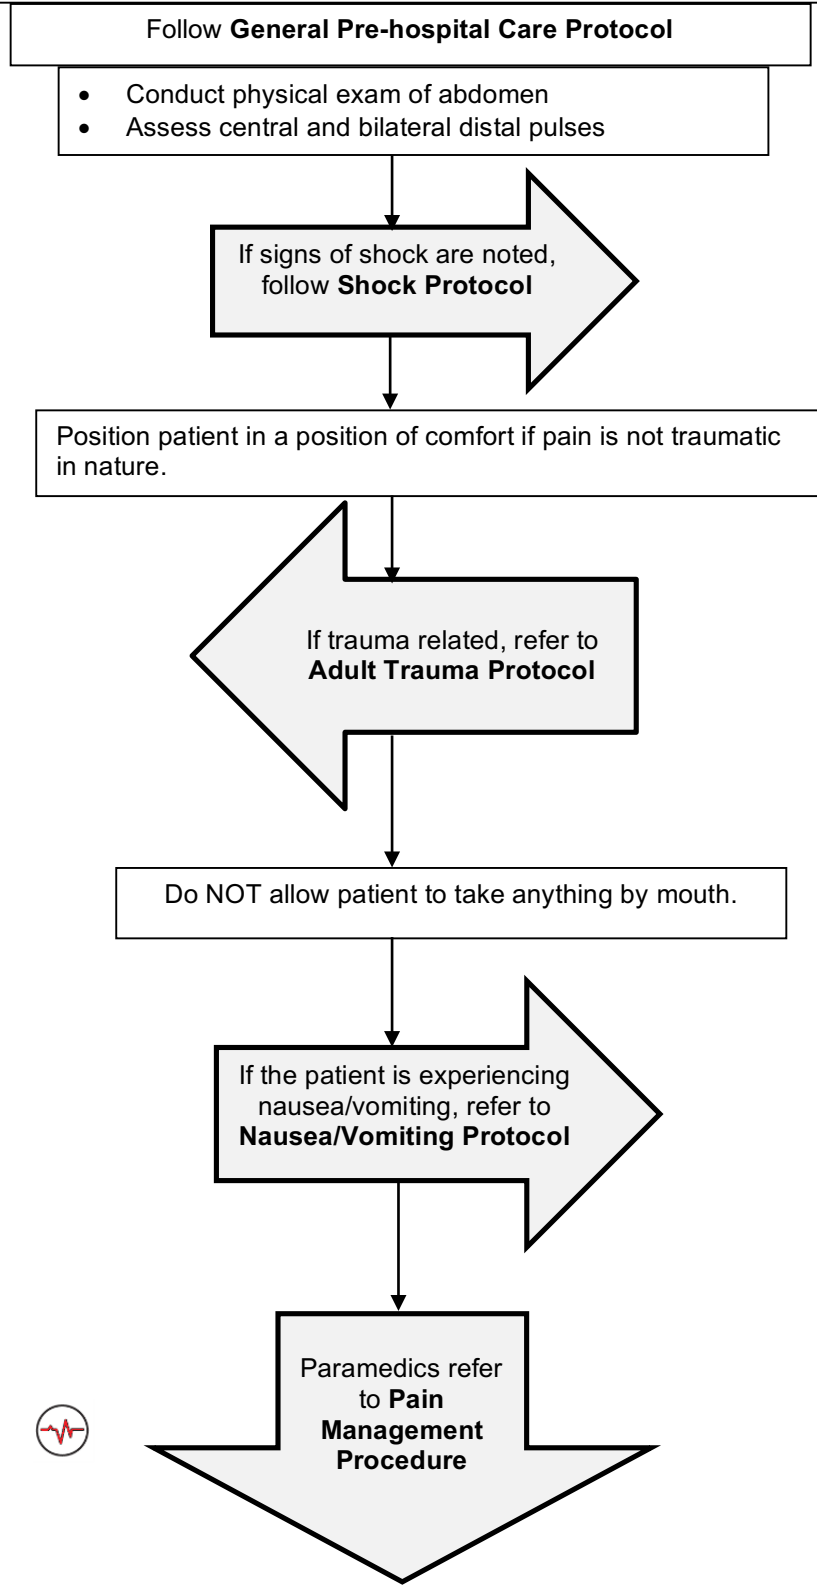 Follow General Pre-hospital Care Protocol
• Conduct physical exam of abdomen
• Assess central and bilateral distal pulses
If signs of shock are noted,
follow Shock Protocol
Position patient in a position of comfort if pain is not traumatic
in nature.
If trauma related, refer to
Adult Trauma Protocol
Do NOT allow patient to take anything by mouth.
If the patient is experiencing
nausea/vomiting, refer to
Nausea/Vomiting Protocol
Paramedics refer
to Pain
Management
Procedure